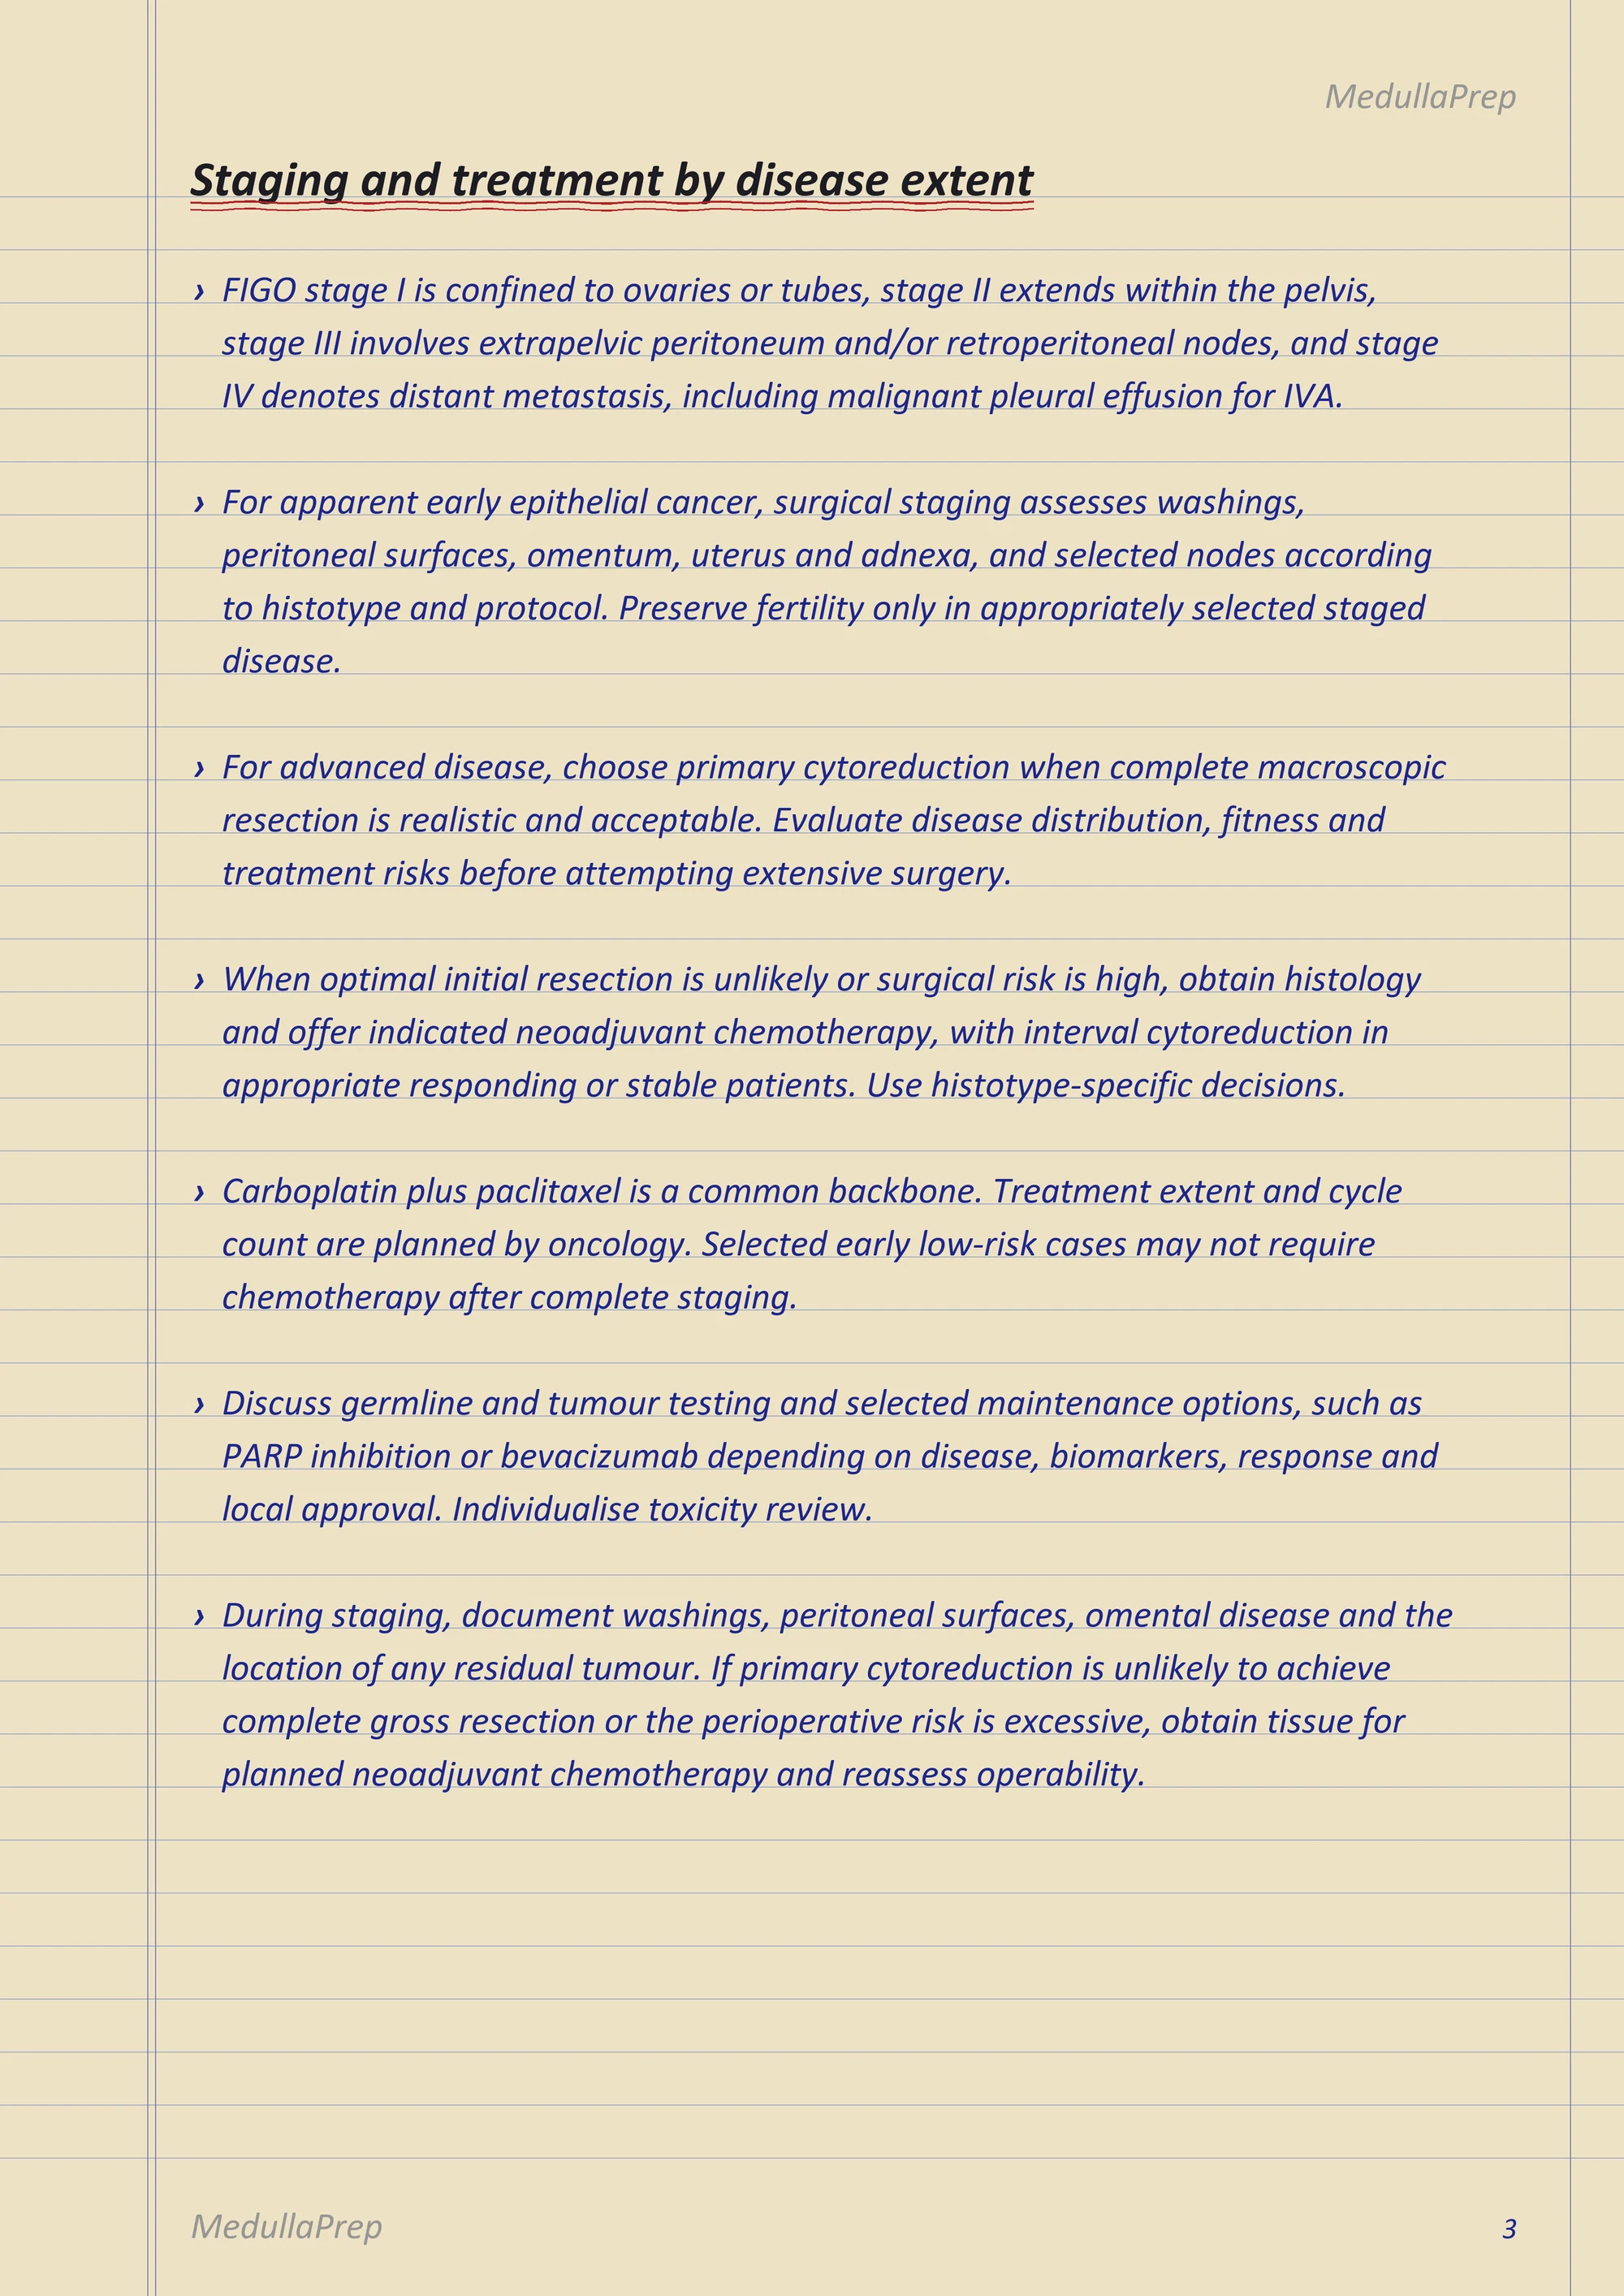 MedullaPrep
Staging and treatment by disease extent
› FIGO stage I is confined to ovaries or tubes, stage II extends within the pelvis,
stage III involves extrapelvic peritoneum and/or retroperitoneal nodes, and stage
IV denotes distant metastasis, including malignant pleural effusion for IVA.
› For apparent early epithelial cancer, surgical staging assesses washings,
peritoneal surfaces, omentum, uterus and adnexa, and selected nodes according
to histotype and protocol. Preserve fertility only in appropriately selected staged
disease.
› For advanced disease, choose primary cytoreduction when complete macroscopic
resection is realistic and acceptable. Evaluate disease distribution, fitness and
treatment risks before attempting extensive surgery.
› When optimal initial resection is unlikely or surgical risk is high, obtain histology
and offer indicated neoadjuvant chemotherapy, with interval cytoreduction in
appropriate responding or stable patients. Use histotype-specific decisions.
› Carboplatin plus paclitaxel is a common backbone. Treatment extent and cycle
count are planned by oncology. Selected early low-risk cases may not require
chemotherapy after complete staging.
› Discuss germline and tumour testing and selected maintenance options, such as
PARP inhibition or bevacizumab depending on disease, biomarkers, response and
local approval. Individualise toxicity review.
› During staging, document washings, peritoneal surfaces, omental disease and the
location of any residual tumour. If primary cytoreduction is unlikely to achieve
complete gross resection or the perioperative risk is excessive, obtain tissue for
planned neoadjuvant chemotherapy and reassess operability.
MedullaPrep
3